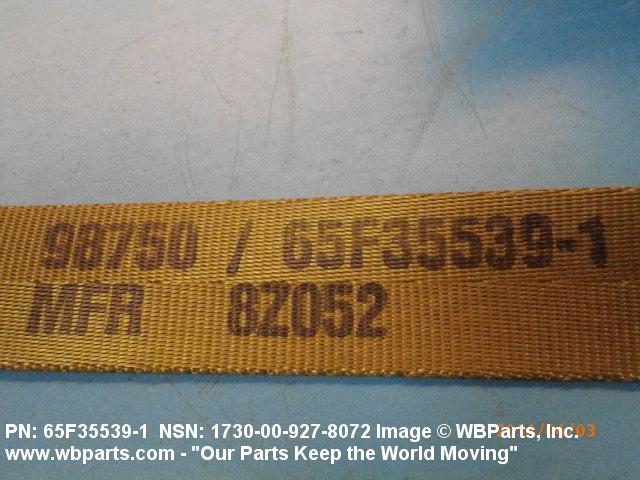 98750 / 65F35539-1
MFR 8Z052
PN: 65F35539-1 NSN: 1730-00-927-8072 Image © WBParts, Inc.
www.wbparts.com - "Our Parts Keep the World Moving"